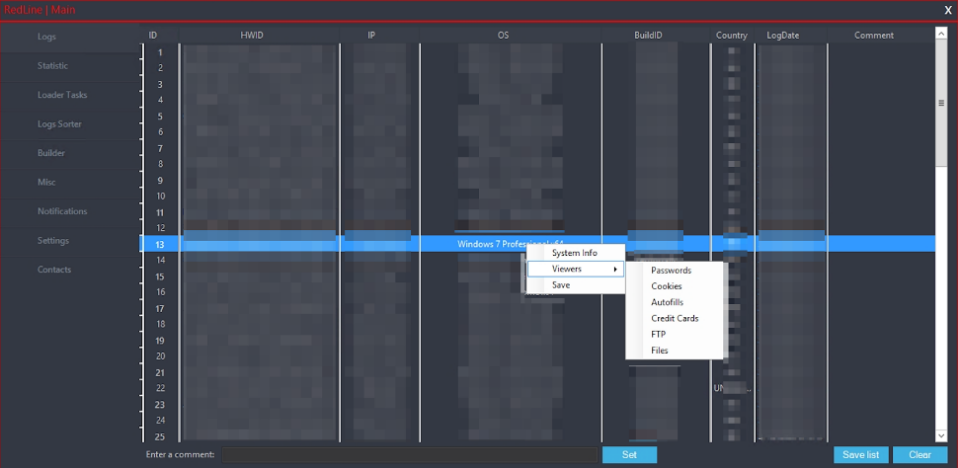 RedLine | Main X
Logs ID HWID IP OS BuildID Country LogDate Comment
1
Statistic 2
3
Loader Tasks 4
5
Logs Sorter 6
7
Builder 8
9
Misc 10
Notifications 11
12
Settings 13 Windows 7 Professional x64
System Info
14
Contacts Viewers Passwords
15
Save Cookies
16
Autofills
17
18 Credit Cards
19 FTP
20 Files
21
22 UN
23
24
25
Enter a comment: Set Save list Clear